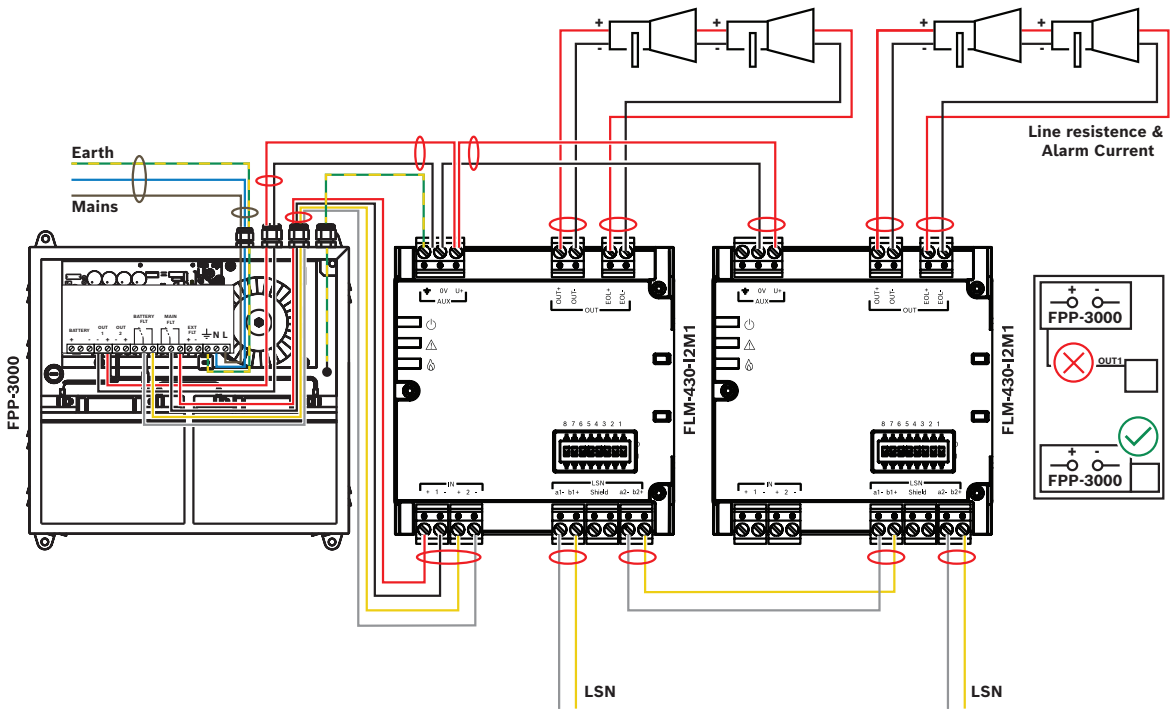 +
-
+
-
+
-
+
-
Line resistence &
Alarm Current
Earth
Mains
FPP-3000
BATTERY
+ -
OUT
1
- +
OUT
2
- +
BATTERY
FLT
MAIN
FLT
EXT
FLT
+ -
N L
0V U+
AUX
OUT+ OUT- EOL+ EOL-
OUT
8 7 6 5 4 3 2 1
IN
+ 1 - + 2 -
LSN
a1- b1+ Shield a2- b2+
FLM-430-I2M1
0V U+
AUX
OUT+ OUT- EOL+ EOL-
OUT
8 7 6 5 4 3 2 1
IN
+ 1 - + 2 -
LSN
a1- b1+ Shield a2- b2+
FLM-430-I2M1
+ -
FPP-3000
OUT1
+ -
FPP-3000
LSN
LSN